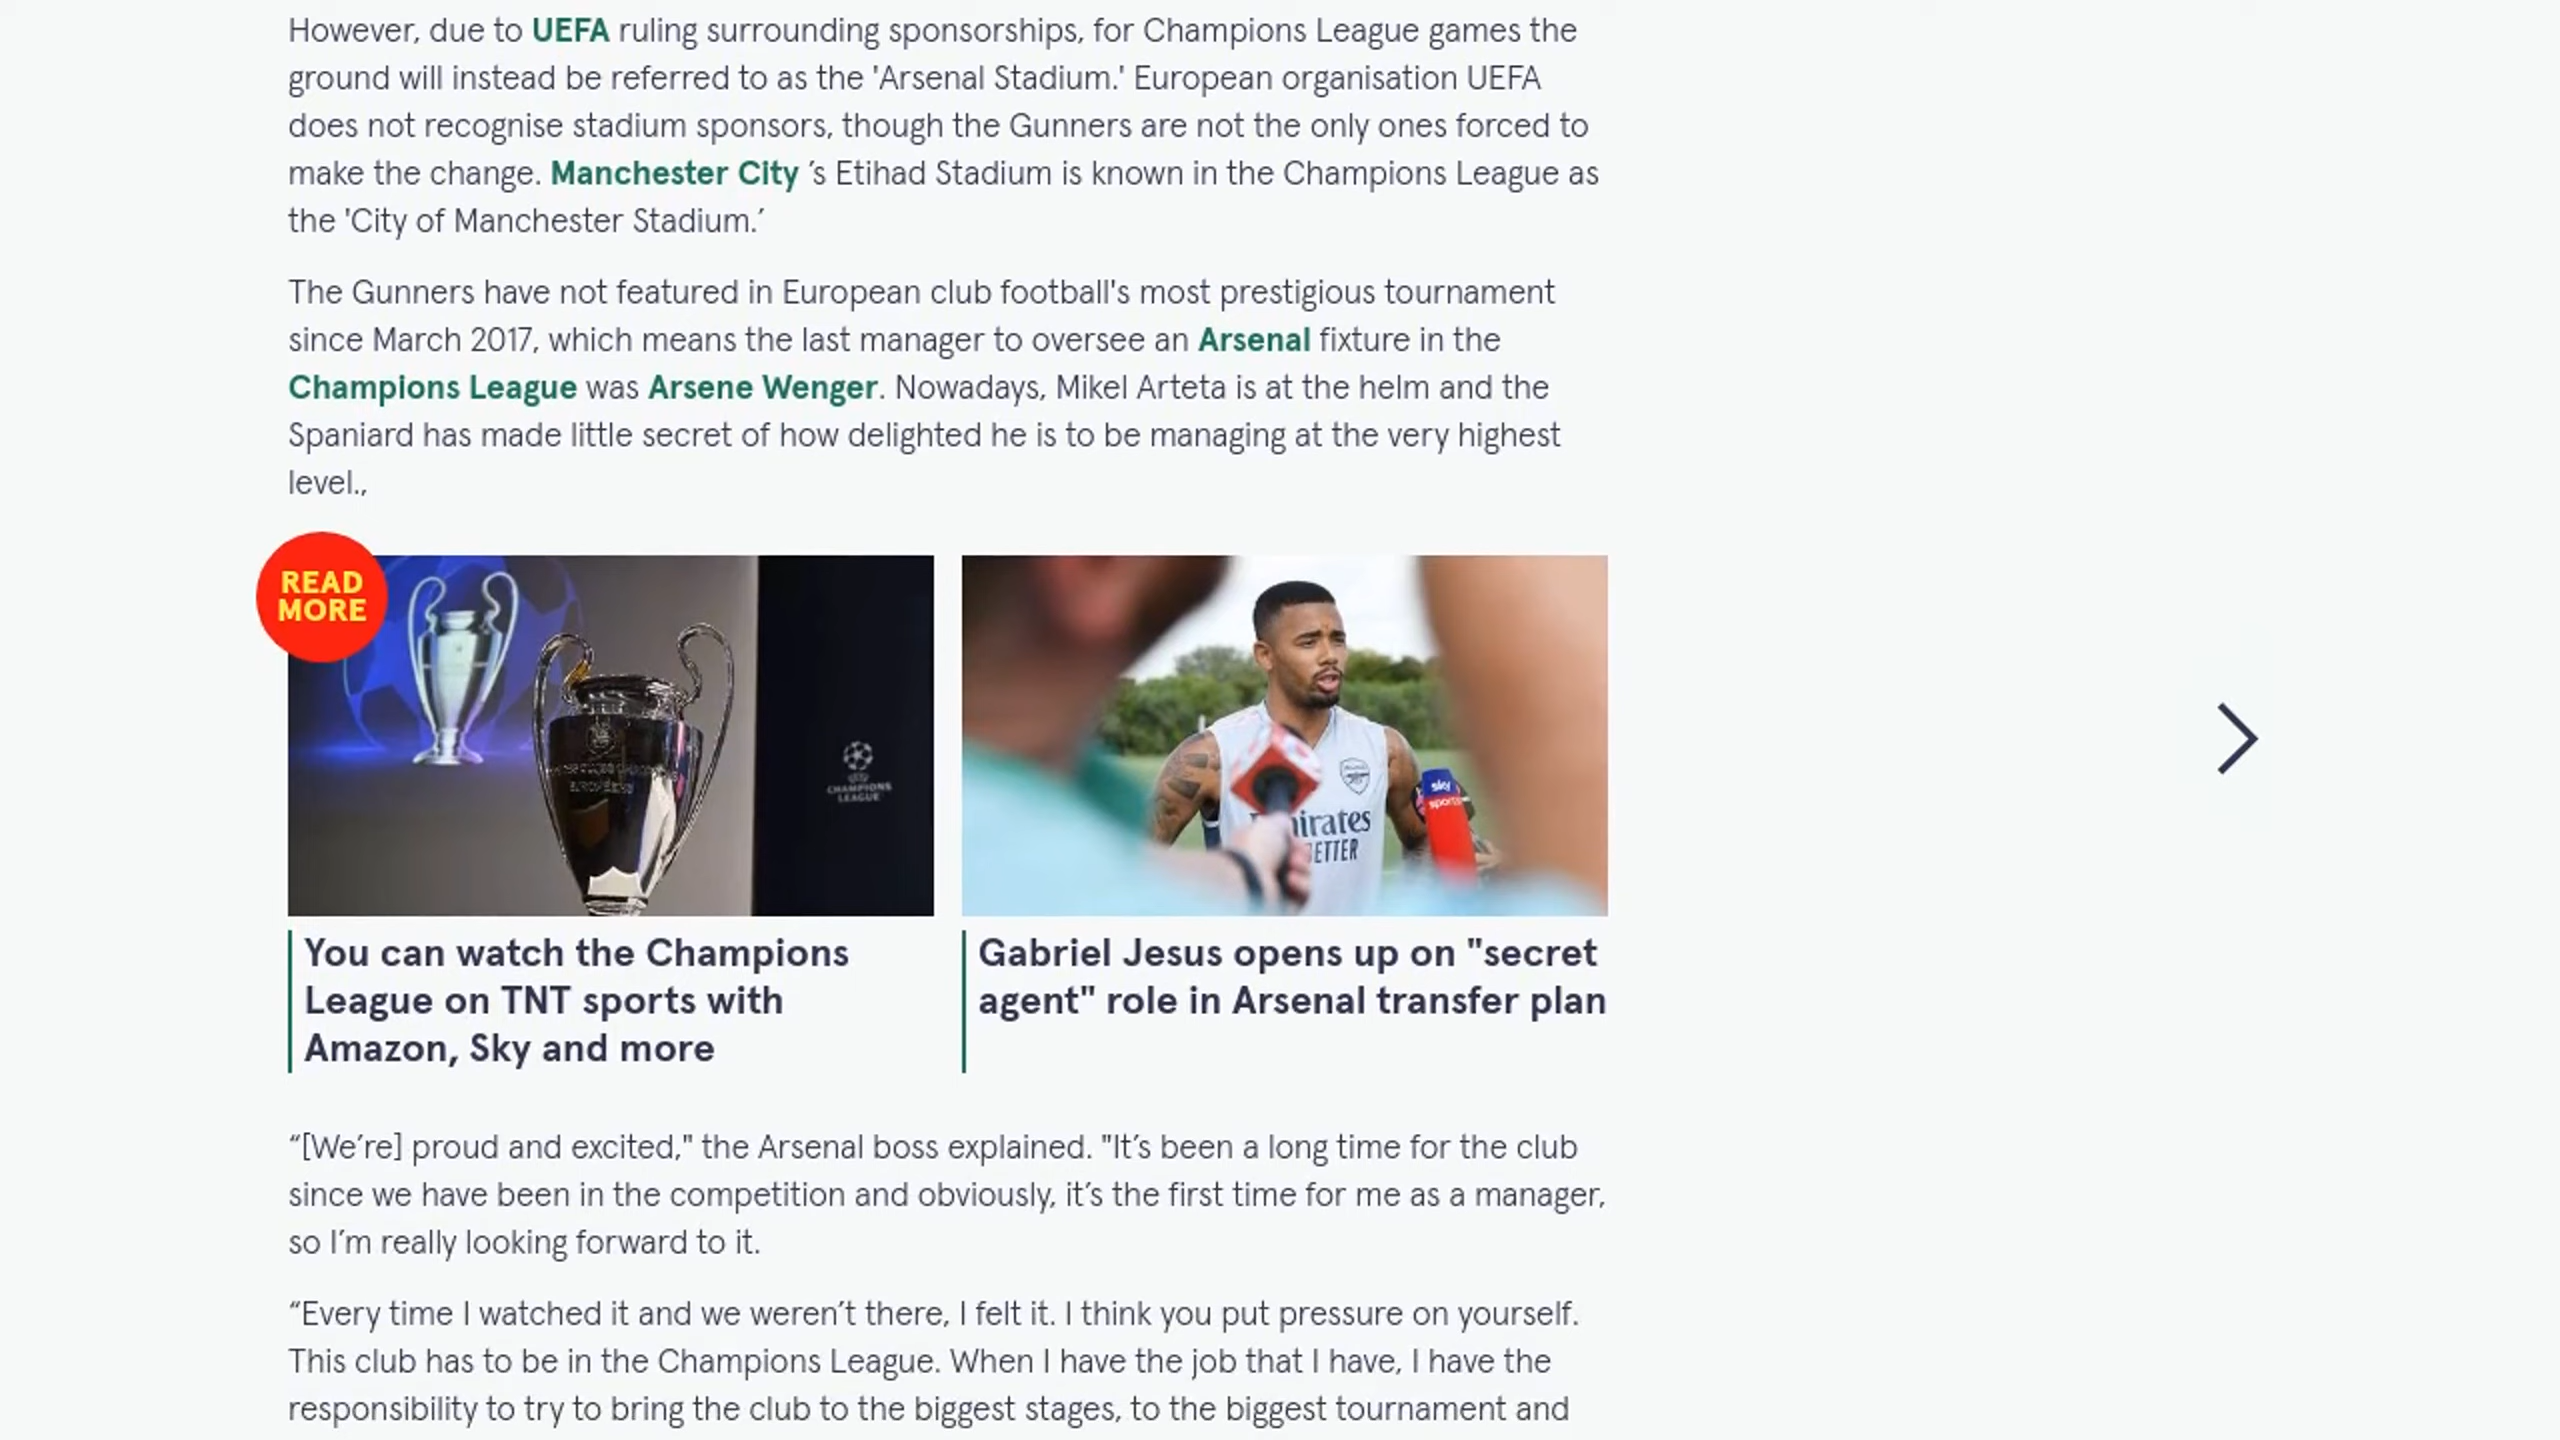 However, due to UEFA ruling surrounding sponsorships, for Champions League games the
ground will instead be referred to as the 'Arsenal Stadium.' European organisation UEFA
does not recognise stadium sponsors, though the Gunners are not the only ones forced to
make the change. Manchester City ’s Etihad Stadium is known in the Champions League as
the 'City of Manchester Stadium.’
The Gunners have not featured in European club football's most prestigious tournament
since March 2017, which means the last manager to oversee an Arsenal fixture in the
Champions League was Arsene Wenger. Nowadays, Mikel Arteta is at the helm and the
Spaniard has made little secret of how delighted he is to be managing at the very highest
level.,
READ
MORE
CHAMPIONS
LEAGUE
sky
sports
BETTER
You can watch the Champions
League on TNT sports with
Amazon, Sky and more
Gabriel Jesus opens up on "secret
agent" role in Arsenal transfer plan
“[We’re] proud and excited," the Arsenal boss explained. "It’s been a long time for the club
since we have been in the competition and obviously, it’s the first time for me as a manager,
so I’m really looking forward to it.
“Every time I watched it and we weren’t there, I felt it. I think you put pressure on yourself.
This club has to be in the Champions League. When I have the job that I have, I have the
responsibility to try to bring the club to the biggest stages, to the biggest tournament and